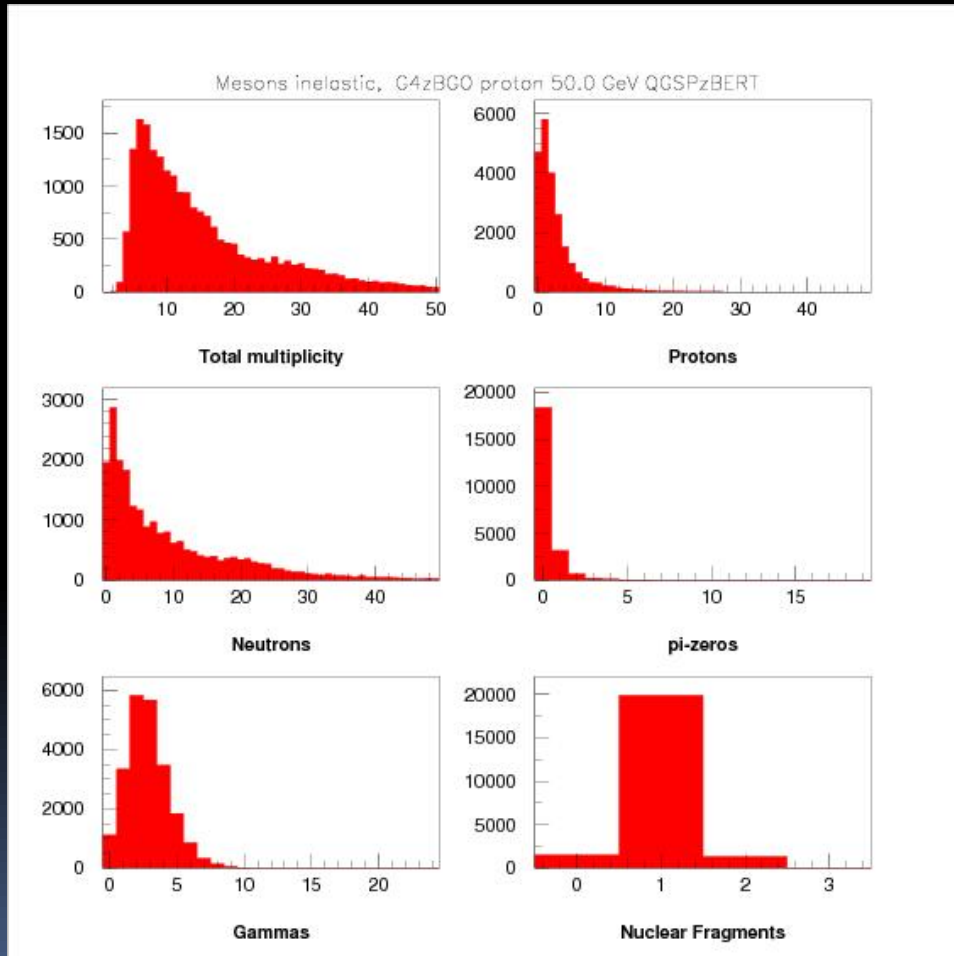 Mesons inelastic, G4zBGO proton 50.0 GeV QGSPzBERT
1500
1000
500
0
10 20 30 40 50
Total multiplicity
6000
4000
2000
0
0 10 20 30 40
Protons
3000
2000
1000
0
0 10 20 30 40
Neutrons
20000
15000
10000
5000
0
0 5 10 15
pi-zeros
6000
4000
2000
0
0 5 10 15 20
Gammas
20000
15000
10000
5000
0
0 1 2 3
Nuclear Fragments